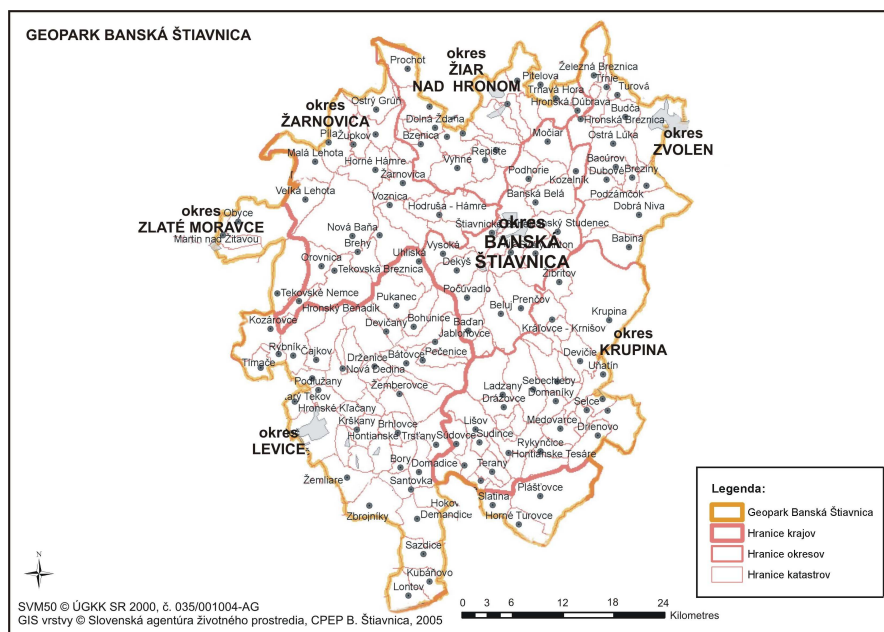 GEOPARK BANSKÁ ŠTIAVNICA
okres
ŽIAR
NAD HRONOM
Prochot
Pitelova
Železná Breznica
Trnie
Turová
Trnavá Hora
Hronská Dúbrava
Budča
Hronská Breznica
okres
ZVOLEN
Ostrý Grúň
okres
ŽARNOVICA
Dolná Ždaňa
Píla
Župkov
Bzenica
Močiar
Ostrá Lúka
Malá Lehota
Horné Hámre
Vyhne
Repište
Bacúrov
Dubové
Breziny
Podhorie
Kozelník
Žarnovica
Podzámčok
Veľká Lehota
Voznica
Banská Belá
Dobrá Niva
Hodruša - Hámre
okres
ZLATÉ MORAVCE
Obyce
Martin nad Žitavou
Nová Baňa
Brehy
Studenec
okres
BANSKÁ
ŠTIAVNICA
Babiná
Uhliská
Vysoká
Dekýš
Orovnica
Tekovská Breznica
Žibritov
Tekovské Nemce
Hronský Beňadik
Počúvadlo
Pukanec
Beluj
Prenčov
Krupina
Kozárovce
Bohunice
Devičany
Baďan
Jabloňovce
Kráľovce - Krnišov
okres
KRUPINA
Rybník
Čajkov
Tlmače
Drženice
Bátovce
Pečenice
Nová Dedina
Devičie
Uňatín
Podlužany
Žemberovce
Ladzany
Sebechleby
Domaníky
Dražovce
Selce
Hronské Kľačany
Krškany
Brhlovce
Lišov
Medovarce
Drienovo
okres
LEVICE
Hontianske Trsťany
Súdovce
Sudince
Rykynčice
Hontianske Tesáre
Bory
Domadice
Terany
Žemliare
Santovka
Plášťovce
Slatina
Zbrojníky
Hokov
Demandice
Horné Turovce
Sazdice
Kubáňovo
Lontov
Legenda:
Geopark Banská Štiavnica
Hranice krajov
Hranice okresov
Hranice katastrov
N
SVM50 © ÚGKK SR 2000, č. 035/001004-AG
GIS vrstvy © Slovenská agentúra životného prostredia, CPEP B. Štiavnica, 2005
0 3 6 12 18 24
Kilometres